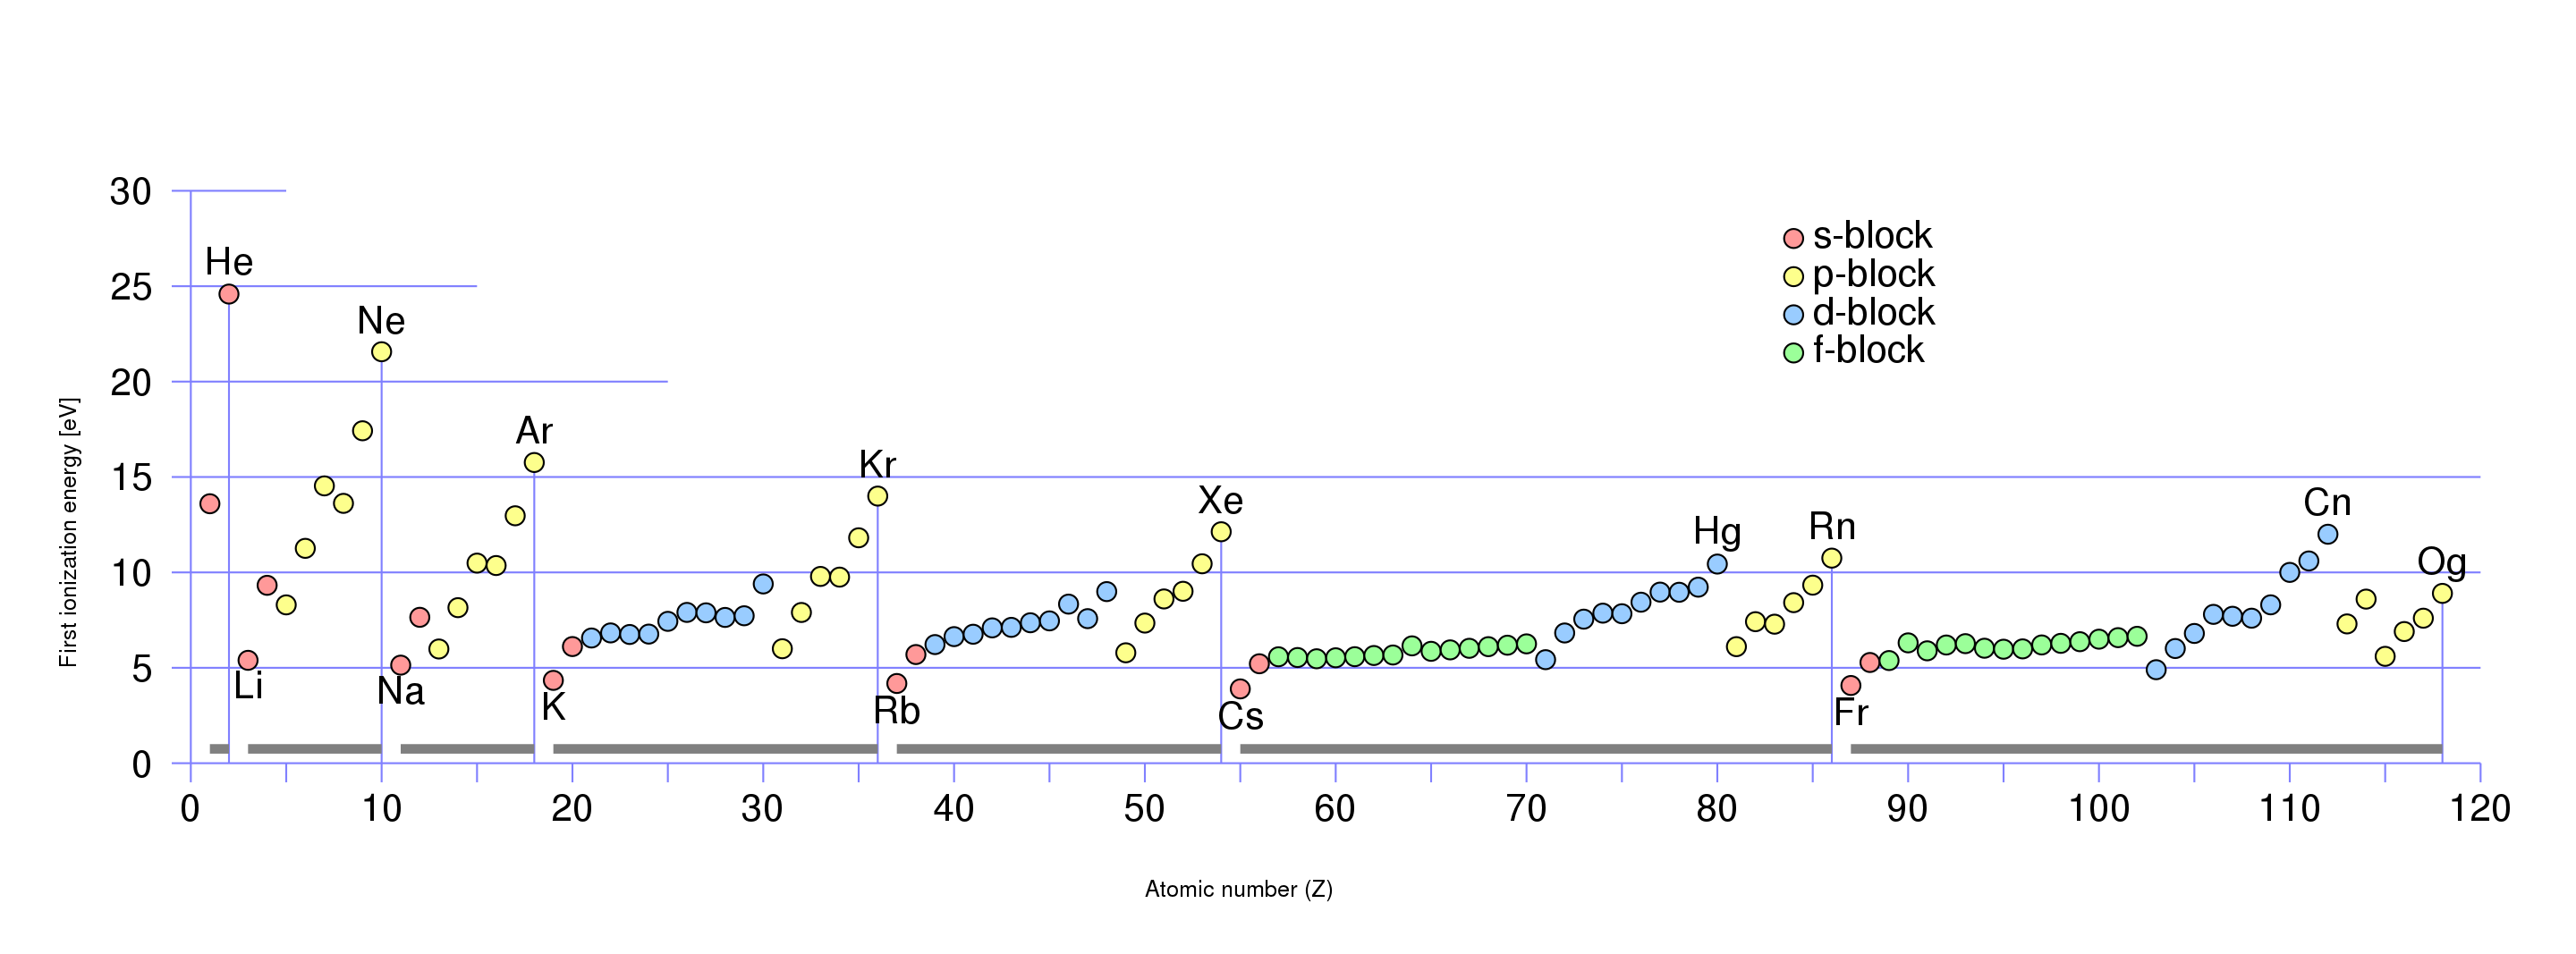 30
He
25
Ne
20
Ar
15
Kr
Xe
Hg
Rn
Cn
10
Og
5
Li
Na
K
Rb
Cs
Fr
0
s-block
p-block
d-block
f-block
First ionization energy [eV]
0 10 20 30 40 50 60 70 80 90 100 110 120
Atomic number (Z)